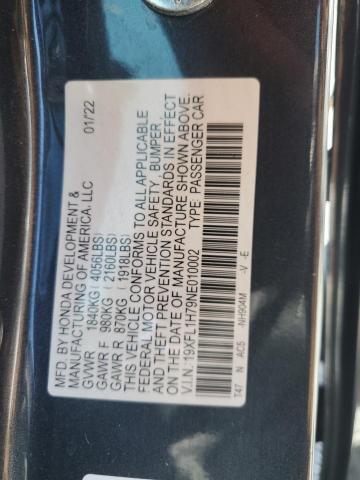 MFD. BY HONDA DEVELOPMENT &
MANUFACTURING OF AMERICA, LLC 01/22
GVWR 1840KG (4056LBS)
GAWR F 980KG (2160LBS)
GAWR R 870KG (1918LBS)
THIS VEHICLE CONFORMS TO ALL APPLICABLE
FEDERAL MOTOR VEHICLE SAFETY, BUMPER,
AND THEFT PREVENTION STANDARDS IN EFFECT
ON THE DATE OF MANUFACTURE SHOWN ABOVE.
V.I.N.:19XFL1H79NE010002 TYPE: PASSENGER CAR
T47 N AC5 -NH904M -V -E